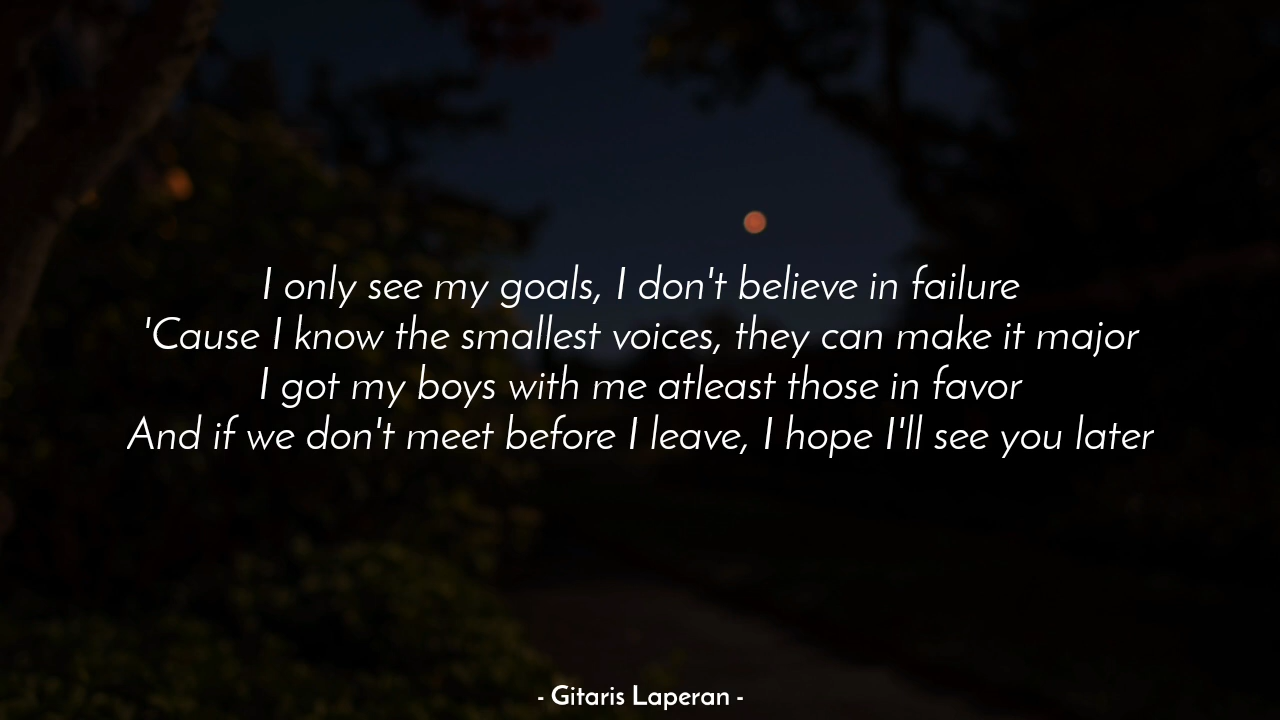 I only see my goals, I don't believe in failure
'Cause I know the smallest voices, they can make it major
I got my boys with me atleast those in favor
And if we don't meet before I leave, I hope I'll see you later
- Gitaris Laperan -